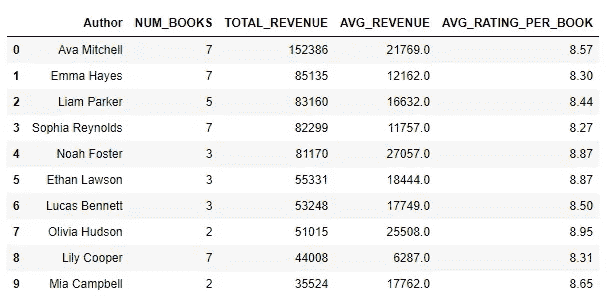 Author NUM_BOOKS TOTAL_REVENUE AVG_REVENUE AVG_RATING_PER_BOOK
0 Ava Mitchell 7 152386 21769.0 8.57
1 Emma Hayes 7 85135 12162.0 8.30
2 Liam Parker 5 83160 16632.0 8.44
3 Sophia Reynolds 7 82299 11757.0 8.27
4 Noah Foster 3 81170 27057.0 8.87
5 Ethan Lawson 3 55331 18444.0 8.87
6 Lucas Bennett 3 53248 17749.0 8.50
7 Olivia Hudson 2 51015 25508.0 8.95
8 Lily Cooper 7 44008 6287.0 8.31
9 Mia Campbell 2 35524 17762.0 8.65